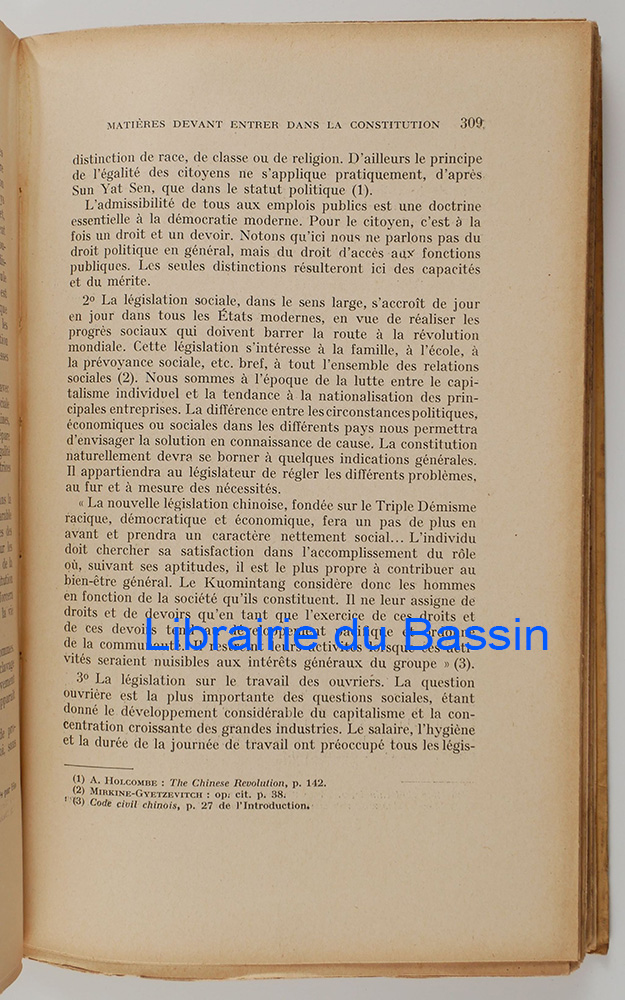 MATIÈRES DEVANT ENTRER DANS LA CONSTITUTION 309
distinction de race, de classe ou de religion. D'ailleurs le principe
de l'égalité des citoyens ne s'applique pratiquement, d'après
Sun Yat Sen, que dans le statut politique (1).
L'admissibilité de tous aux emplois publics est une doctrine
essentielle à la démocratie moderne. Pour le citoyen, c'est à la
fois un droit et un devoir. Notons qu'ici nous ne parlons pas du
droit politique en général, mais du droit d'accès aux fonctions
publiques. Les seules distinctions résulteront ici des capacités
et du mérite.
2º La législation sociale, dans le sens large, s'accroît de jour
en jour dans tous les États modernes, en vue de réaliser les
progrès sociaux qui doivent barrer la route à la révolution
mondiale. Cette législation s'intéresse à la famille, à l'école, à
la prévoyance sociale, etc. bref, à tout l'ensemble des relations
sociales (2). Nous sommes à l'époque de la lutte entre le capi-
talisme individuel et la tendance à la nationalisation des prin-
cipales entreprises. La différence entre les circonstances politiques,
économiques ou sociales dans les différents pays nous permettra
d'envisager la solution en connaissance de cause. La constitution
naturellement devra se borner à quelques indications générales.
Il appartiendra au législateur de régler les différents problèmes,
au fur et à mesure des nécessités.
« La nouvelle législation chinoise, fondée sur le Triple Démisme
racique, démocratique et économique, fera un pas de plus en
avant et prendra un caractère nettement social... L'individu
doit chercher sa satisfaction dans l'accomplissement du rôle
où, suivant ses aptitudes, il est le plus propre à contribuer au
bien-être général. Le Kuomintang considère donc les hommes
en fonction de la société qu'ils constituent. Il ne leur assigne de
droits et de devoirs qu'en tant que l'exercice de ces droits et
de ces devoirs
Librairie du Bassin
de la communauté.
vités seraient nuisibles aux intérêts généraux du groupe » (3).
3º La législation sur le travail des ouvriers. La question
ouvrière est la plus importante des questions sociales, étant
donné le développement considérable du capitalisme et la con-
centration croissante des grandes industries. Le salaire, l'hygiène
et la durée de la journée de travail ont préoccupé tous les légis-
(1) A. HOLCOMBE : The Chinese Revolution, p. 142.
(2) MIRKINE-GVETZEVITCH : op. cit. p. 38.
(3) Code civil chinois, p. 27 de l'Introduction.